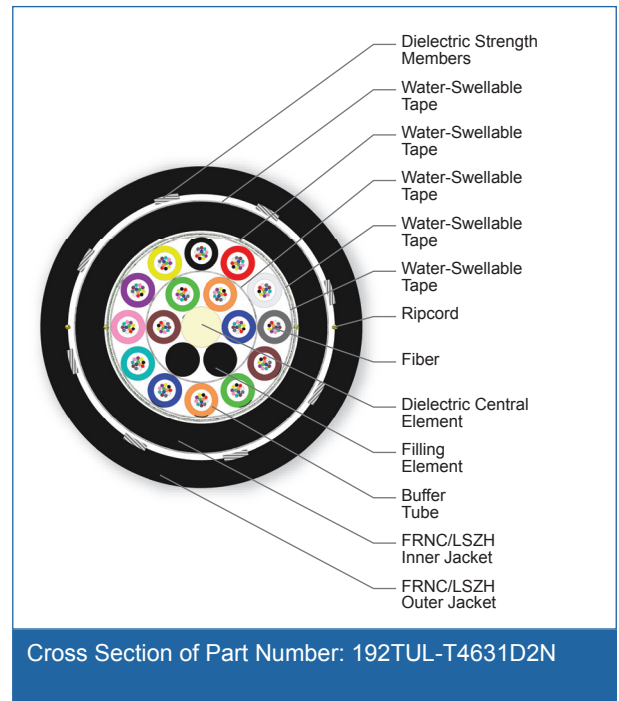 Dielectric Strength
Members
Water-Swellable
Tape
Water-Swellable
Tape
Water-Swellable
Tape
Water-Swellable
Tape
Water-Swellable
Tape
Ripcord
Fiber
Dielectric Central
Element
Filling
Element
Buffer
Tube
FRNC/LSZH
Inner Jacket
FRNC/LSZH
Outer Jacket
Cross Section of Part Number: 192TUL-T4631D2N